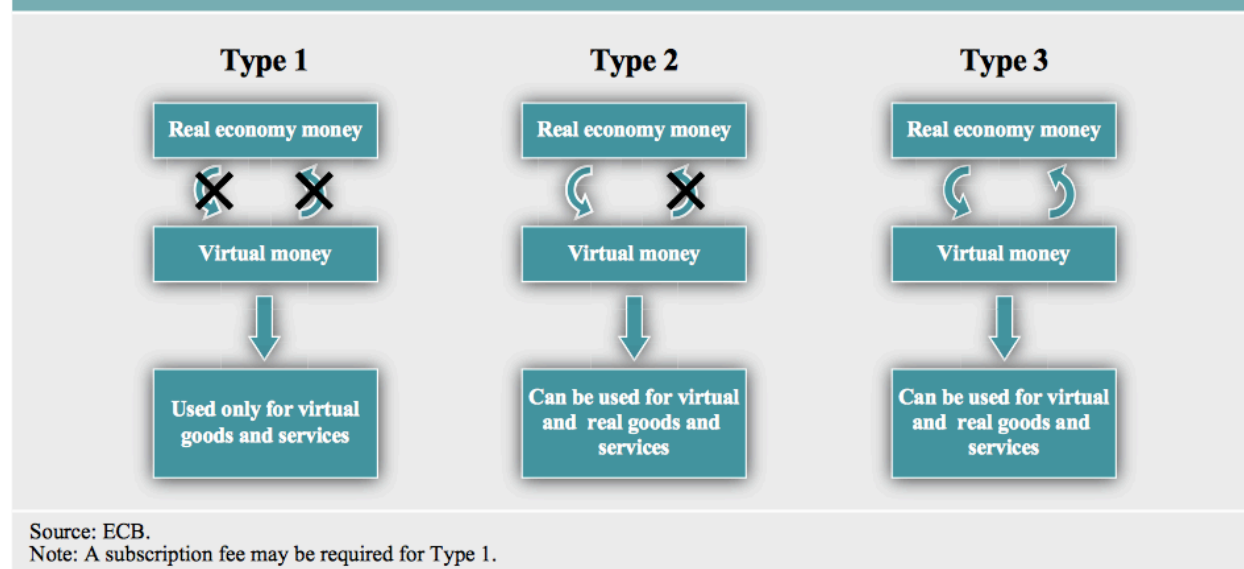 Type 1
Real economy money
Virtual money
Used only for virtual
goods and services
Type 2
Real economy money
Virtual money
Can be used for virtual
and real goods and
services
Type 3
Real economy money
Virtual money
Can be used for virtual
and real goods and
services
Source: ECB.
Note: A subscription fee may be required for Type 1.